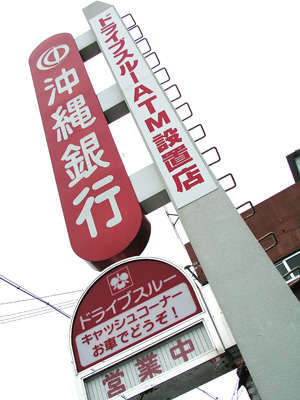 沖縄銀行
ドライブスルーATM設置店
ドライブスルー
キャッシュコーナー
お車でどうぞ！
営業中